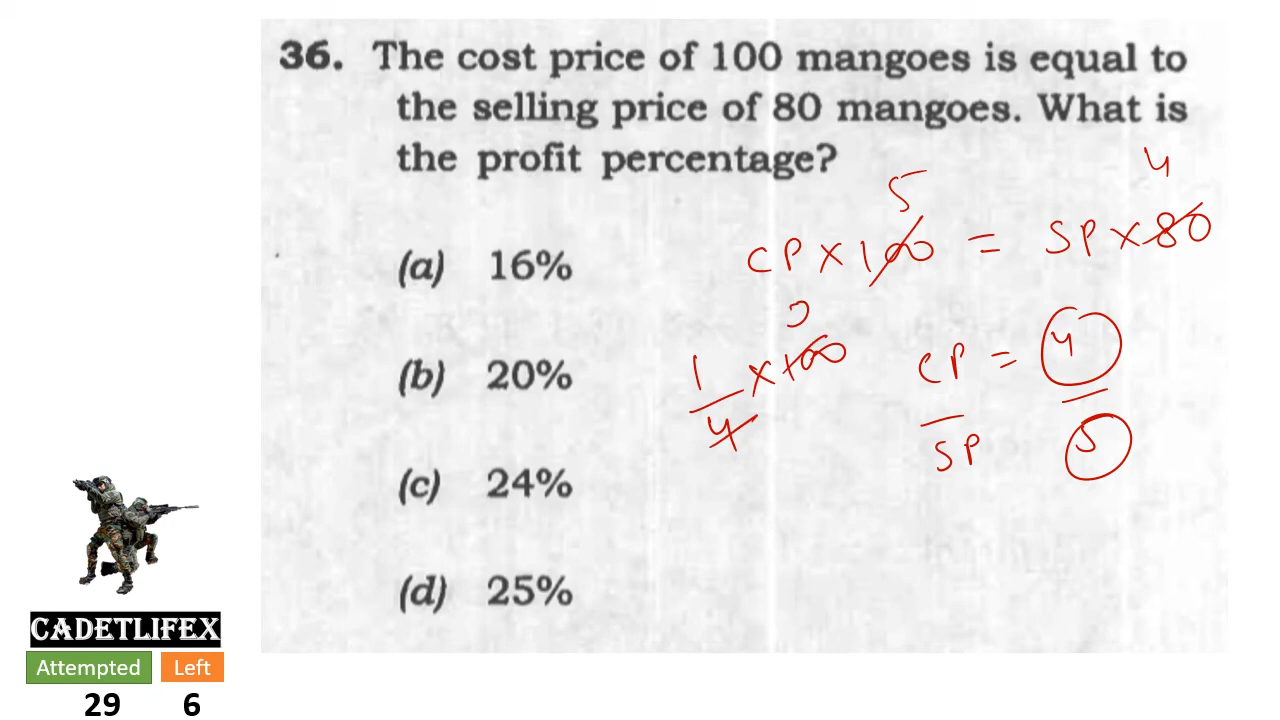 36. The cost price of 100 mangoes is equal to
the selling price of 80 mangoes. What is
the profit percentage?
5 4
CP × 100 = SP × 80
(a) 16%
1/4 × 100
CP/SP = 4/5
(b) 20%
(c) 24%
(d) 25%
CADETLIFEX
Attempted Left
29 6